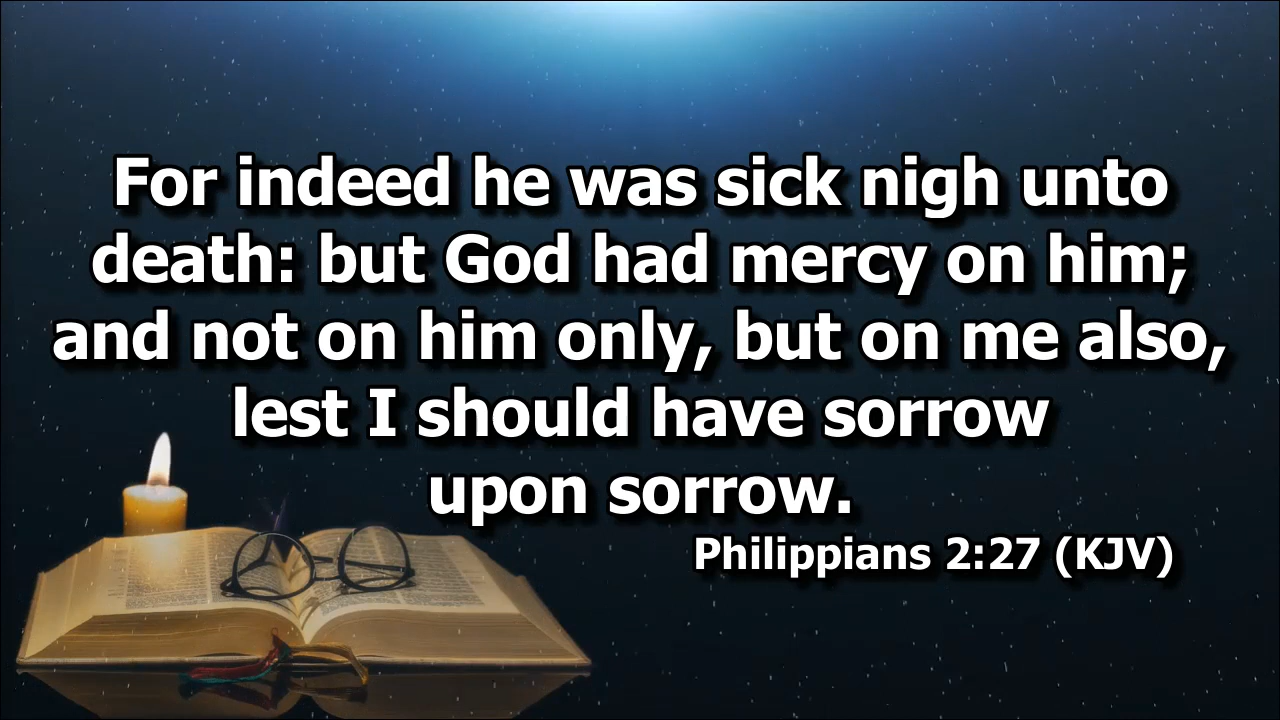 For indeed he was sick nigh unto
death: but God had mercy on him;
and not on him only, but on me also,
lest I should have sorrow
upon sorrow.
Philippians 2:27 (KJV)